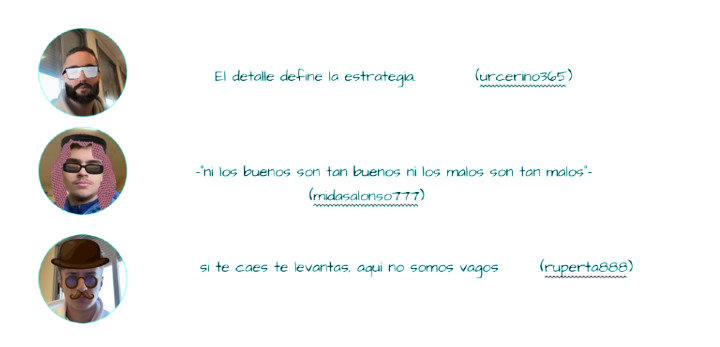 El detalle define la estrategia. (urcerino365)
-"ni los buenos son tan buenos ni los malos son tan malos"-
(midasalonso777)
si te caes te levantas, aqui no somos vagos (ruperta888)